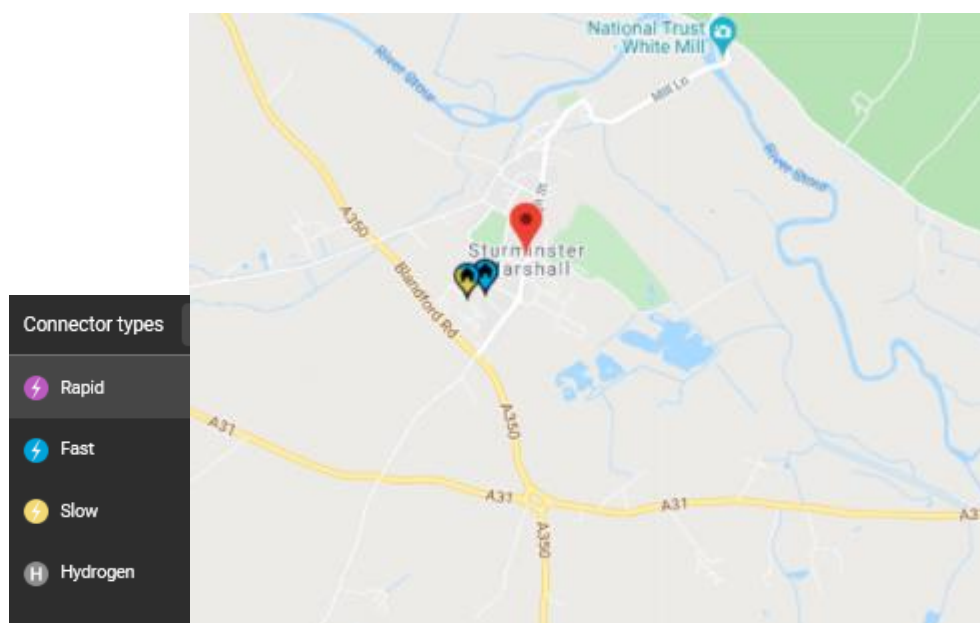 National Trust
- White Mill
River Stour
Mill Ln
River Stour
A350
Sturminster
Marshall
Blandford Rd
Connector types
Rapid
A350
Fast
A31
Slow
A31
A31
A3
A350
H
Hydrogen